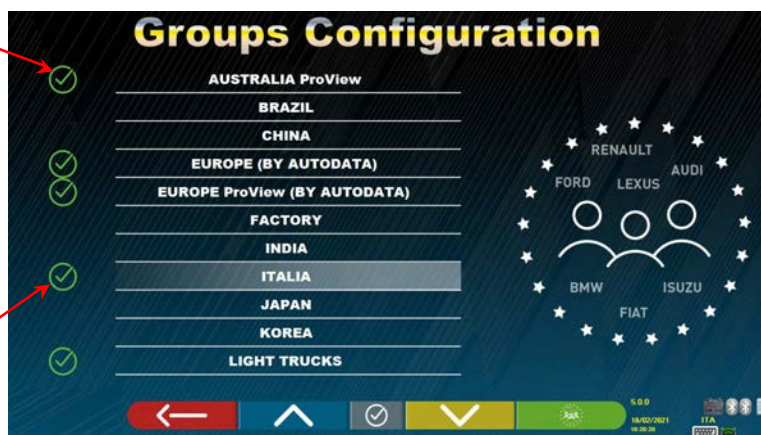 Groups Configuration
AUSTRALIA ProView
BRAZIL
CHINA
EUROPE (BY AUTODATA)
EUROPE ProView (BY AUTODATA)
FACTORY
INDIA
ITALIA
JAPAN
KOREA
LIGHT TRUCKS
RENAULT
AUDI
FORD LEXUS
BMW ISUZU
FIAT
5.0.0
18/02/2021
ITA